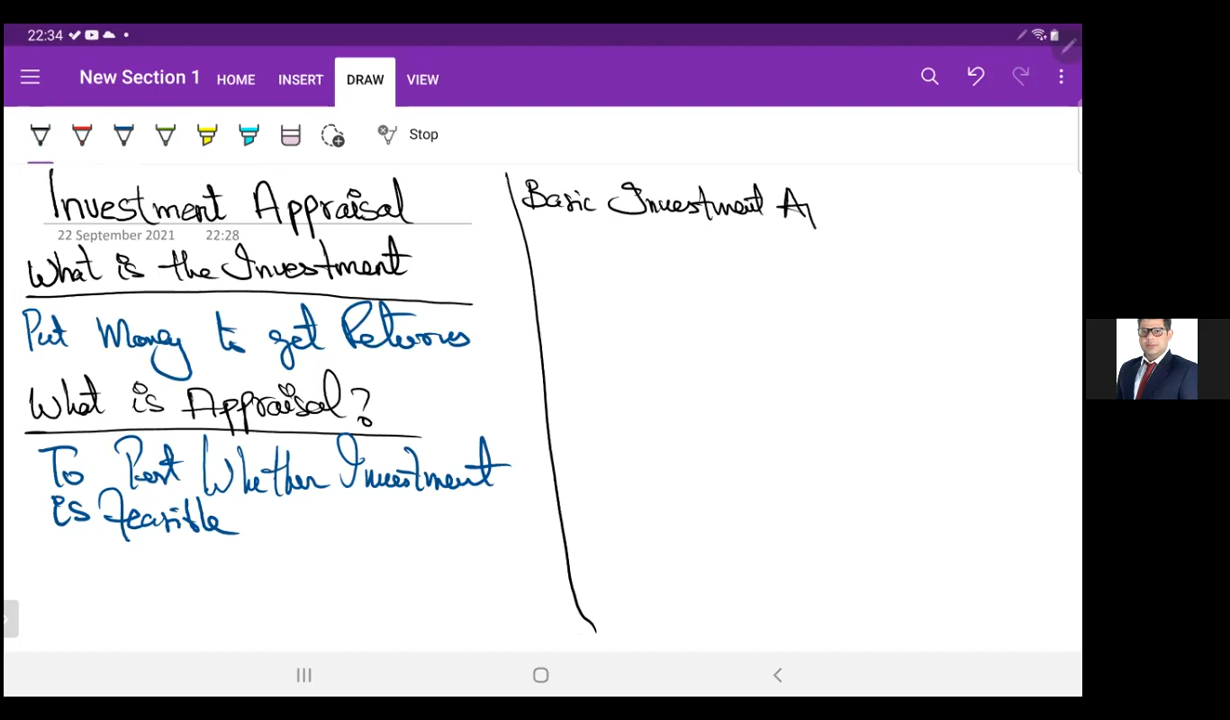 22:34
New Section 1 HOME INSERT DRAW VIEW
Stop
Investment Appraisal
22 September 2021 22:28
What is the Investment
Put Money to get Returns
What is Appraisal?
To Whether Investment
is feasible
Basic Investment Ap